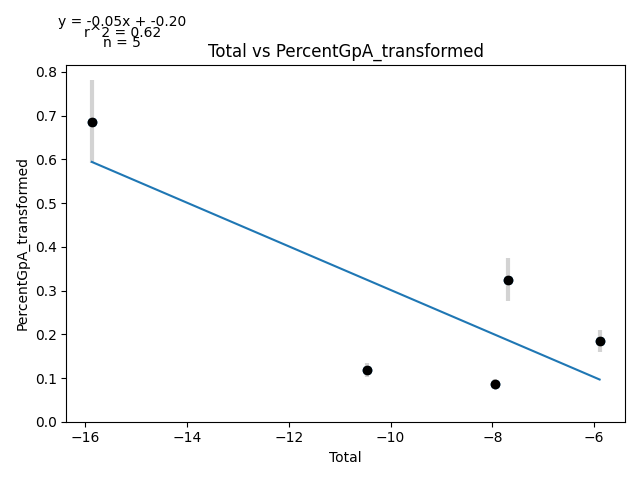 y = -0.05x + -0.20
r^2 = 0.62
n = 5
Total vs PercentGpA_transformed
0.8
0.7
0.6
0.5
0.4
0.3
0.2
0.1
0.0
PercentGpA_transformed
−16 −14 −12 −10 −8 −6
Total